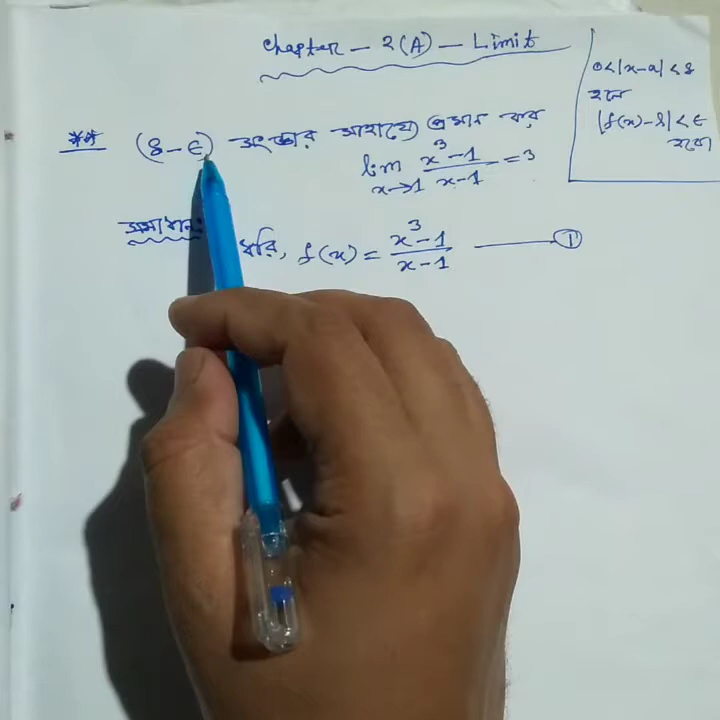 Chapter – 2(A) – Limit
0<|x-a|<δ
হলে
|f(x)-l|<ε
হবে।
** (δ-ε) সংজ্ঞার সাহায্যে প্রমাণ কর
lim x→1 x³-1/x-1 = 3
সমাধান:
ধরি, f(x) = x³-1/x-1 —— ①